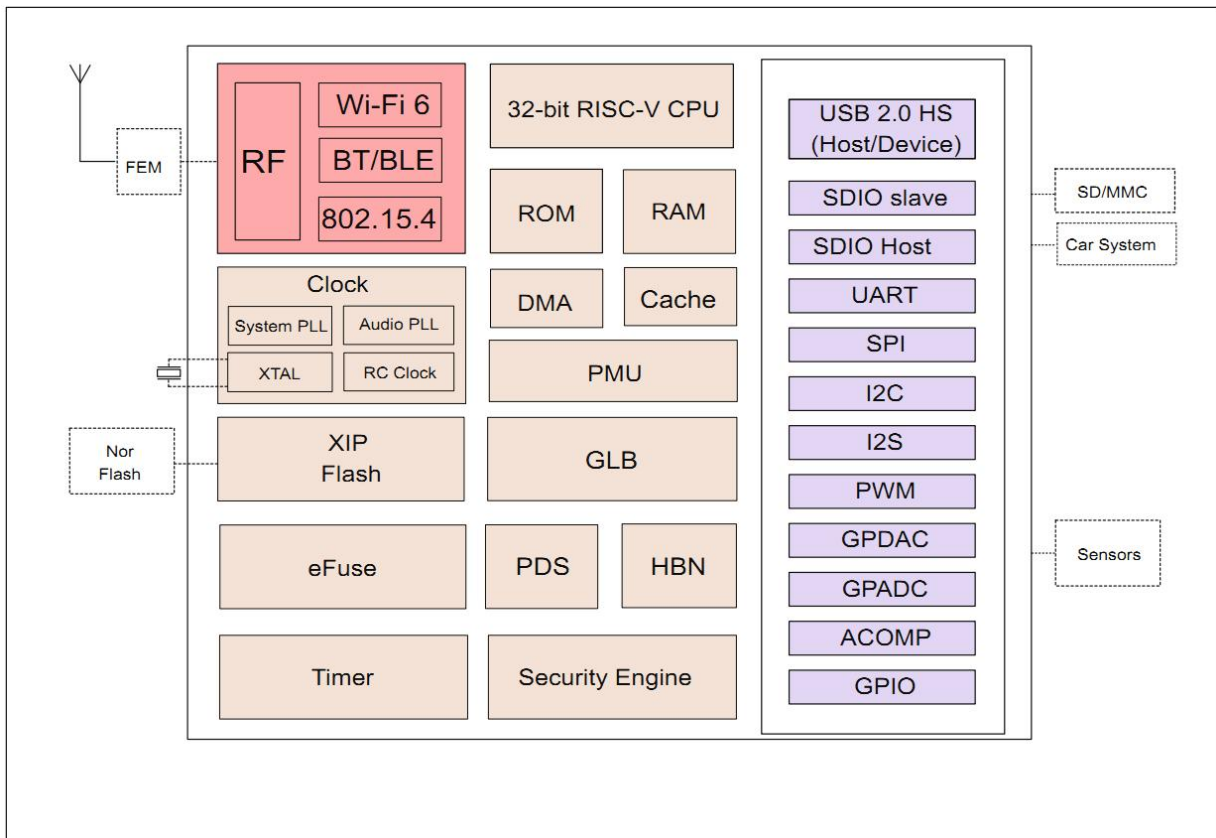 FEM
RF
Wi-Fi 6
BT/BLE
802.15.4
Clock
System PLL
Audio PLL
XTAL
RC Clock
Nor
Flash
XIP
Flash
eFuse
Timer
32-bit RISC-V CPU
ROM
RAM
DMA
Cache
PMU
GLB
PDS
HBN
Security Engine
USB 2.0 HS
(Host/Device)
SDIO slave
SDIO Host
UART
SPI
I2C
I2S
PWM
GPDAC
GPADC
ACOMP
GPIO
SD/MMC
Car System
Sensors